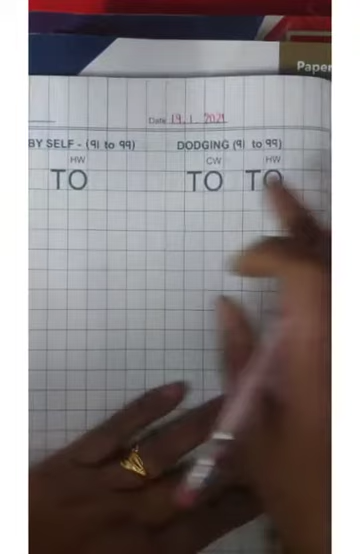 Paper
Date 19.1.2021
BY SELF - (91 to 99) DODGING (91 to 99)
HW CW HW
TO TO TO